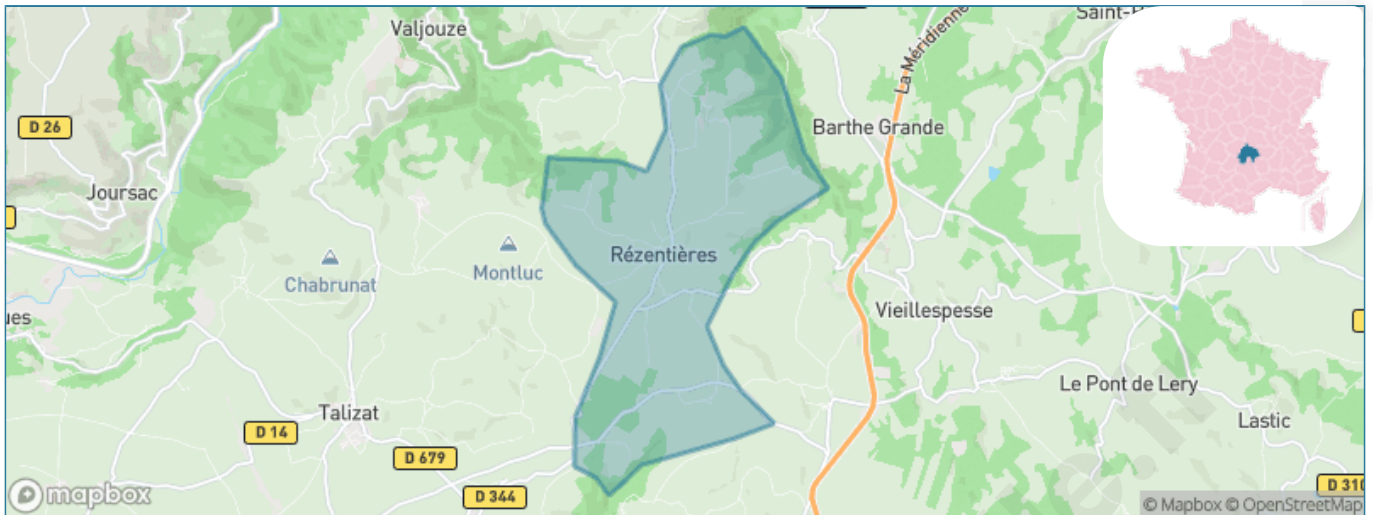 Valjouze
La Méridienne
D 26
Barthe Grande
Joursac
Rézentières
Montluc
Chabrunat
Vieillespesse
ues
Le Pont de Lery
Talizat
Lastic
D 14
D 679
D 344
D 310
mapbox
© Mapbox © OpenStreetMap